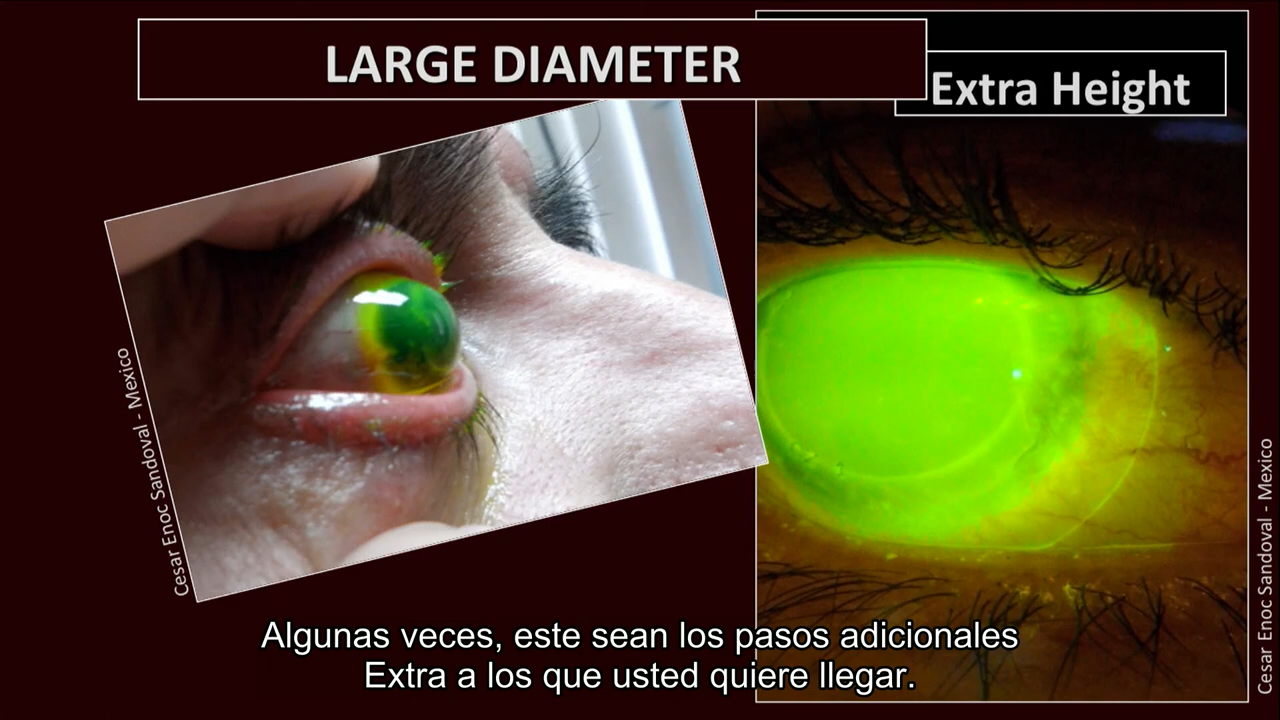 LARGE DIAMETER
Extra Height
Cesar Enoc Sandoval - Mexico
Cesar Enoc Sandoval - Mexico
Algunas veces, este sean los pasos adicionales
Extra a los que usted quiere llegar.